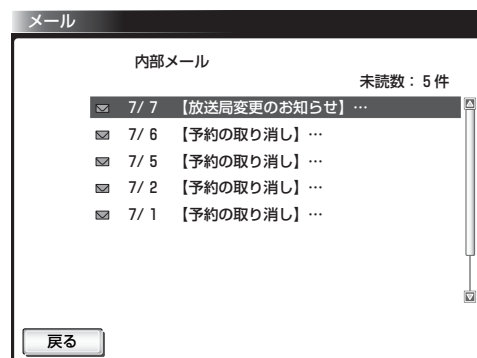 メール
内部メール
未読数：5件
7/ 7 【放送局変更のお知らせ】…
7/ 6 【予約の取り消し】…
7/ 5 【予約の取り消し】…
7/ 2 【予約の取り消し】…
7/ 1 【予約の取り消し】…
戻る